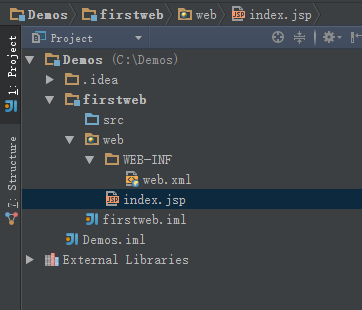 Demos firstweb web index.jsp
Project
1: Project
Z: Structure
Demos (C:\Demos)
.idea
firstweb
src
web
WEB-INF
web.xml
index.jsp
firstweb.iml
Demos.iml
External Libraries